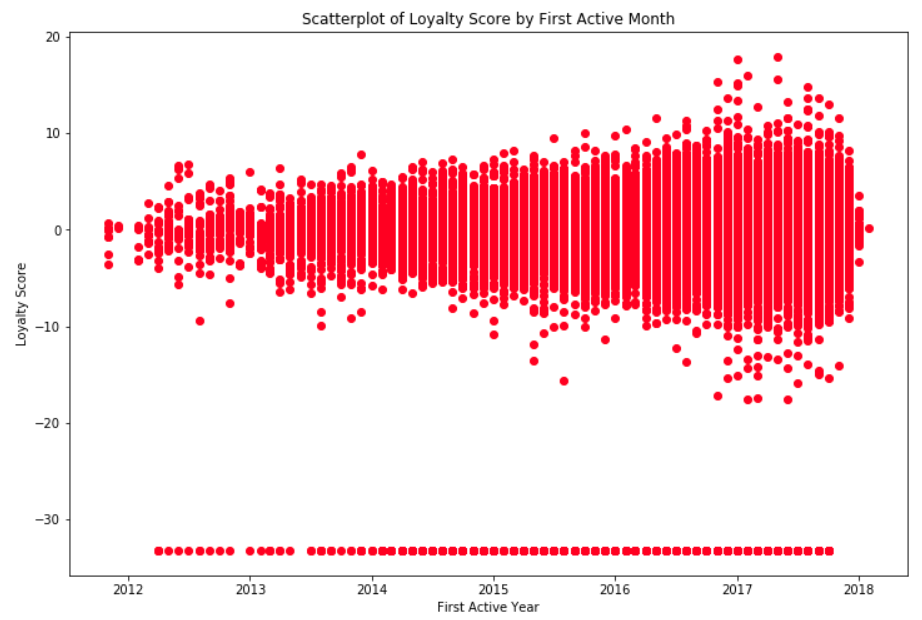 Scatterplot of Loyalty Score by First Active Month
20
10
0
−10
−20
−30
Loyalty Score
2012 2013 2014 2015 2016 2017 2018
First Active Year